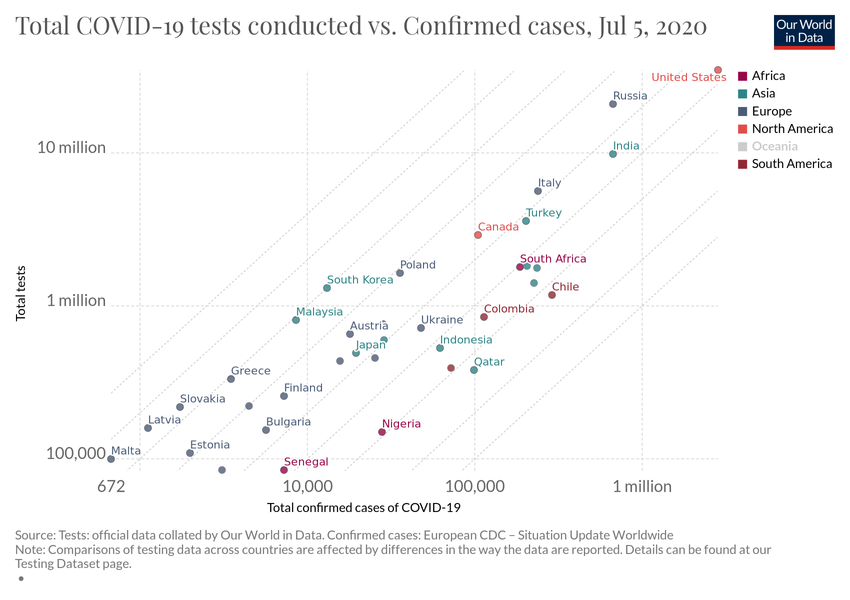 Total COVID-19 tests conducted vs. Confirmed cases, Jul 5, 2020
Our World
in Data
United States
Africa
Asia
Europe
North America
Oceania
South America
Russia
10 million
India
Italy
Turkey
Canada
South Africa
Poland
South Korea
Chile
1 million
Malaysia
Colombia
Austria
Ukraine
Japan
Indonesia
Qatar
Greece
Finland
Slovakia
Latvia
Bulgaria
Nigeria
Estonia
Malta
100,000
Senegal
Total tests
672
10,000
100,000
1 million
Total confirmed cases of COVID-19
Source: Tests: official data collated by Our World in Data. Confirmed cases: European CDC – Situation Update Worldwide
Note: Comparisons of testing data across countries are affected by differences in the way the data are reported. Details can be found at our
Testing Dataset page.